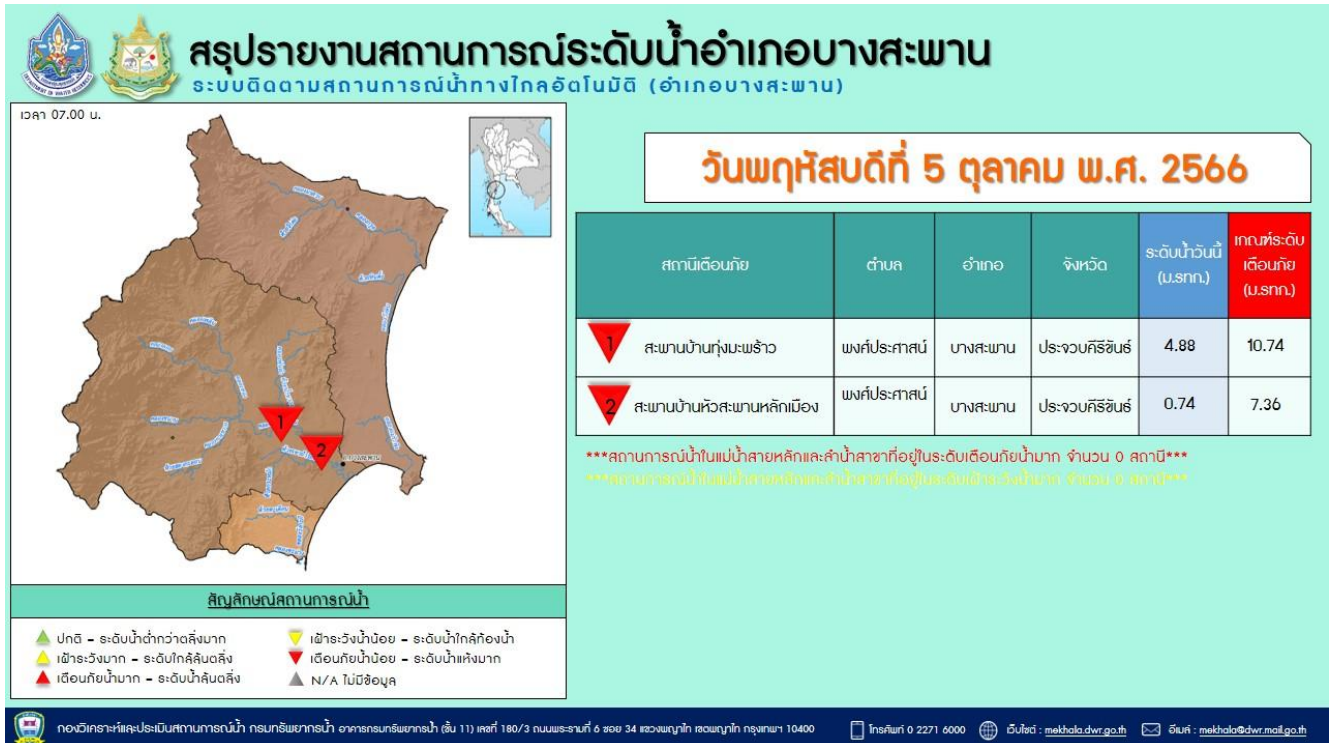 สรุปรายงานสถานการณ์ระดับน้ำอำเภอบางสะพาน
ระบบติดตามสถานการณ์น้ำทางไกลอัตโนมัติ (อำเภอบางสะพาน)
เวลา 07.00 น.
วันพฤหัสบดีที่ 5 ตุลาคม พ.ศ. 2566
สถานีเตือนภัย ตำบล อำเภอ จังหวัด ระดับน้ำวันนี้ (ม.รทก.) เกณฑ์ระดับเตือนภัย (ม.รทก.)
1 สะพานบ้านทุ่งมะพร้าว พงศ์ประศาสน์ บางสะพาน ประจวบคีรีขันธ์ 4.88 10.74
2 สะพานบ้านหัวสะพานหลักเมือง พงศ์ประศาสน์ บางสะพาน ประจวบคีรีขันธ์ 0.74 7.36
***สถานการณ์น้ำในแม่น้ำสายหลักและลำน้ำสาขาที่อยู่ในระดับเตือนภัยน้ำมาก จำนวน 0 สถานี***
***สถานการณ์น้ำในแม่น้ำสายหลักและลำน้ำสาขาที่อยู่ในระดับเฝ้าระวังน้ำมาก จำนวน 0 สถานี***
1
2
สัญลักษณ์สถานการณ์น้ำ
ปกติ - ระดับน้ำต่ำกว่าตลิ่งมาก
เฝ้าระวังน้ำน้อย - ระดับน้ำใกล้ท้องน้ำ
เฝ้าระวังมาก - ระดับใกล้ล้นตลิ่ง
เตือนภัยน้ำน้อย - ระดับน้ำแห้งมาก
เตือนภัยน้ำมาก - ระดับน้ำล้นตลิ่ง
N/A ไม่มีข้อมูล
กองวิเคราะห์และประเมินสถานการณ์น้ำ กรมทรัพยากรน้ำ อาคารกรมทรัพยากรน้ำ (ชั้น 11) เลขที่ 180/3 ถนนพระรามที่ 6 ซอย 34 แขวงพญาไท เขตพญาไท กรุงเทพฯ 10400 โทรศัพท์ 0 2271 6000 เว็บไซต์ : mekhala.dwr.go.th อีเมล์ : mekhala@dwr.mail.go.th